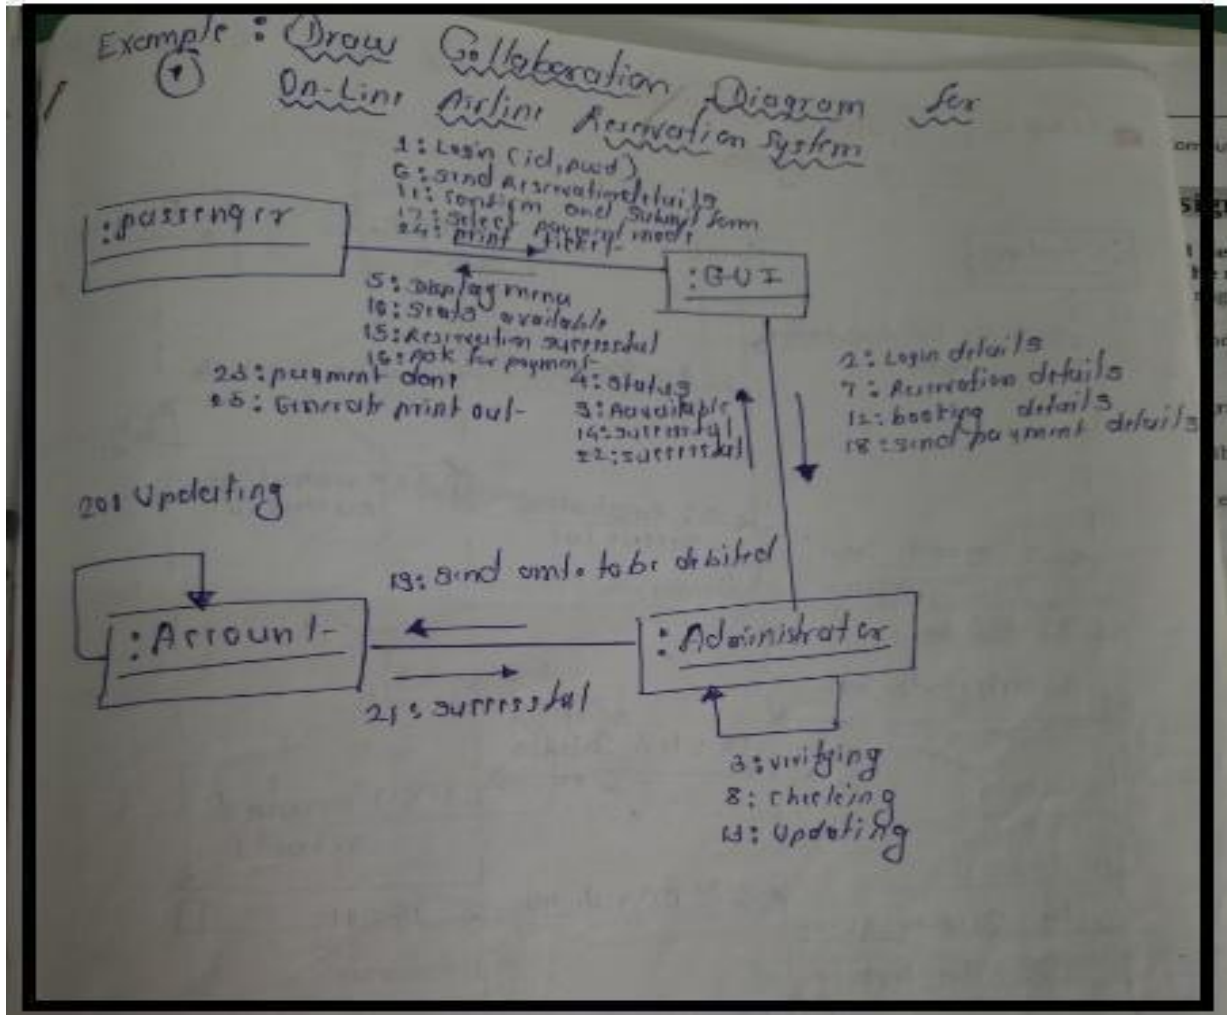 Example : Draw Collaboration Diagram for
1
On-Line Airline Reservation System
1: Login (id, pwd)
6: Send Reservation details
11: Confirm and Submit form
17: Select payment mode
24: print ticket
:passenger
:GUI
5: Display menu
10: Seats available
15: Reservation successful
16: Ask for payment
23: payment done
25: Generate print out
4: Status
9: Aavailable
14: successful
22: successful
2: Login details
7: Reservation details
12: booking details
18: send payment details
20: Updating
19: Send amt. to be debited
:Account
:Administrator
21: successful
3: verifying
8: checking
13: Updating